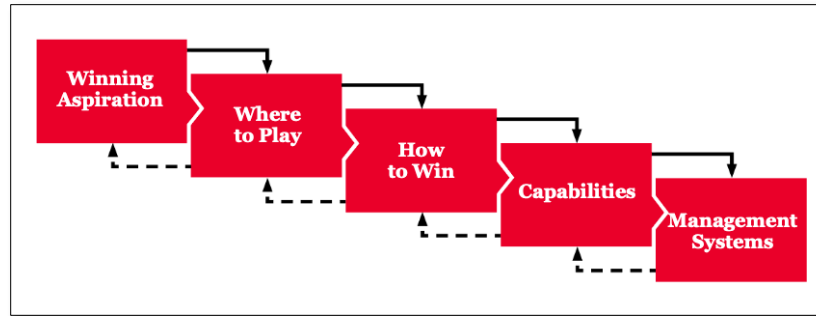 Winning
Aspiration
Where
to Play
How
to Win
Capabilities
Management
Systems